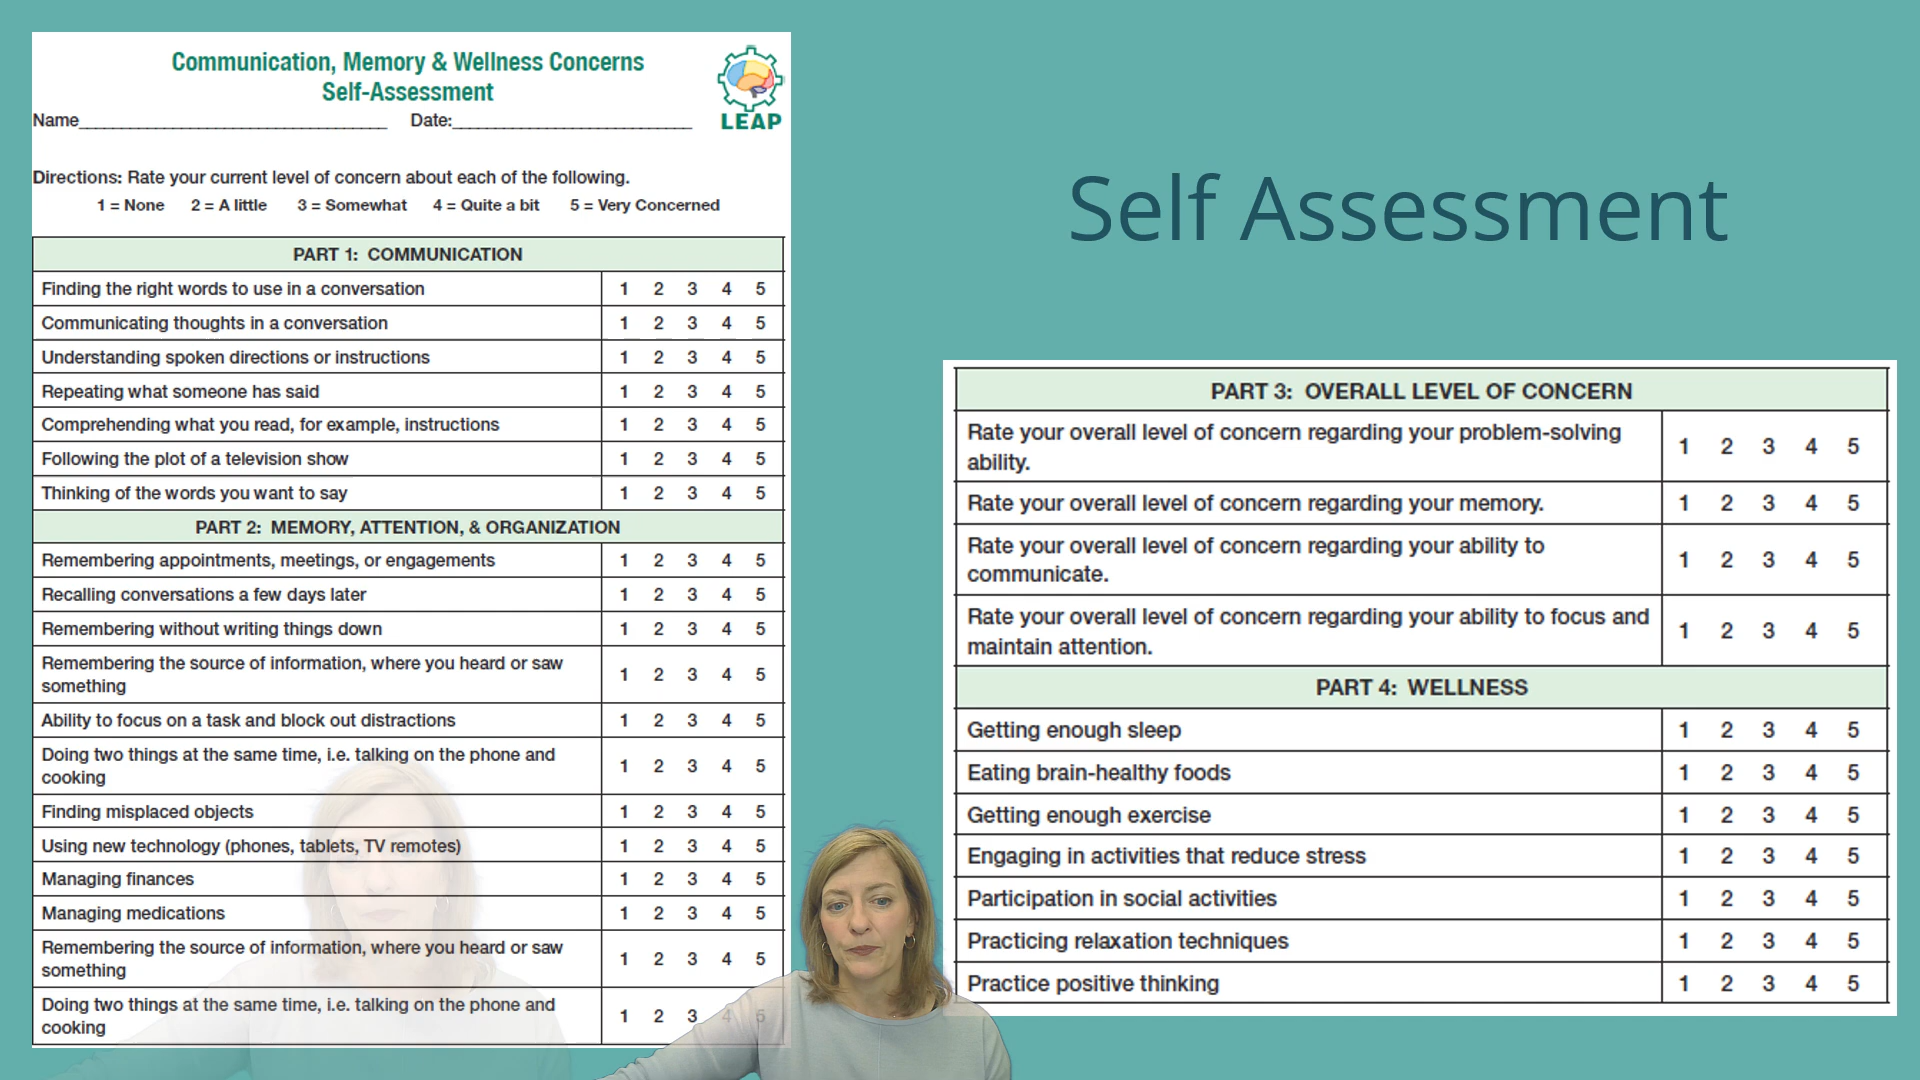 Communication, Memory & Wellness Concerns
Self-Assessment
LEAP
Name Date:
Directions: Rate your current level of concern about each of the following.
1 = None 2 = A little 3 = Somewhat 4 = Quite a bit 5 = Very Concerned
PART 1: COMMUNICATION
Finding the right words to use in a conversation 1 2 3 4 5
Communicating thoughts in a conversation 1 2 3 4 5
Understanding spoken directions or instructions 1 2 3 4 5
Repeating what someone has said 1 2 3 4 5
Comprehending what you read, for example, instructions 1 2 3 4 5
Following the plot of a television show 1 2 3 4 5
Thinking of the words you want to say 1 2 3 4 5
PART 2: MEMORY, ATTENTION, & ORGANIZATION
Remembering appointments, meetings, or engagements 1 2 3 4 5
Recalling conversations a few days later 1 2 3 4 5
Remembering without writing things down 1 2 3 4 5
Remembering the source of information, where you heard or saw
something 1 2 3 4 5
Ability to focus on a task and block out distractions 1 2 3 4 5
Doing two things at the same time, i.e. talking on the phone and
cooking 1 2 3 4 5
Finding misplaced objects 1 2 3 4 5
Using new technology (phones, tablets, TV remotes) 1 2 3 4 5
Managing finances 1 2 3 4 5
Managing medications 1 2 3 4 5
Remembering the source of information, where you heard or saw
something 1 2 3 4 5
Doing two things at the same time, i.e. talking on the phone and
cooking 1 2 3 4 5
Self Assessment
PART 3: OVERALL LEVEL OF CONCERN
Rate your overall level of concern regarding your problem-solving
ability. 1 2 3 4 5
Rate your overall level of concern regarding your memory. 1 2 3 4 5
Rate your overall level of concern regarding your ability to
communicate. 1 2 3 4 5
Rate your overall level of concern regarding your ability to focus and
maintain attention. 1 2 3 4 5
PART 4: WELLNESS
Getting enough sleep 1 2 3 4 5
Eating brain-healthy foods 1 2 3 4 5
Getting enough exercise 1 2 3 4 5
Engaging in activities that reduce stress 1 2 3 4 5
Participation in social activities 1 2 3 4 5
Practicing relaxation techniques 1 2 3 4 5
Practice positive thinking 1 2 3 4 5